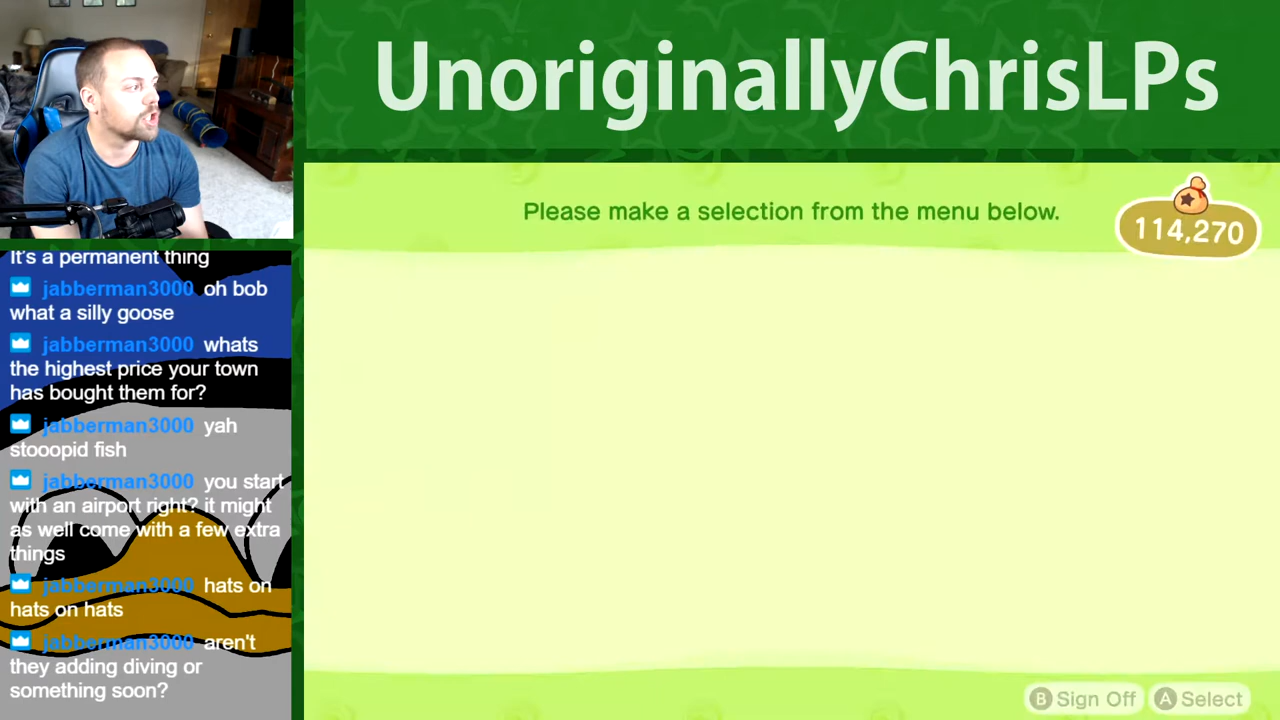 UnoriginallyChrisLPs
Please make a selection from the menu below.
114,270
It's a permanent thing
jabberman3000 oh bob
what a silly goose
jabberman3000 whats
the highest price your town
has bought them for?
jabberman3000 yah
stooopid fish
jabberman3000 you start
with an airport right? it might
as well come with a few extra
things
jabberman3000 hats on
hats on hats
jabberman3000 aren't
they adding diving or
something soon?
B Sign Off A Select